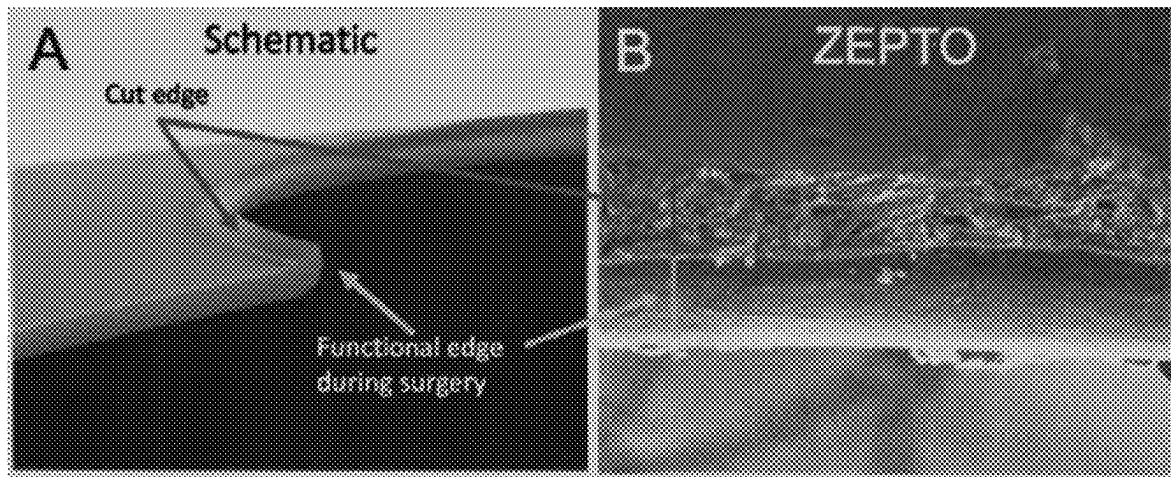 A
Schematic
Cut edge
Functional edge
during surgery
B
ZEPTO